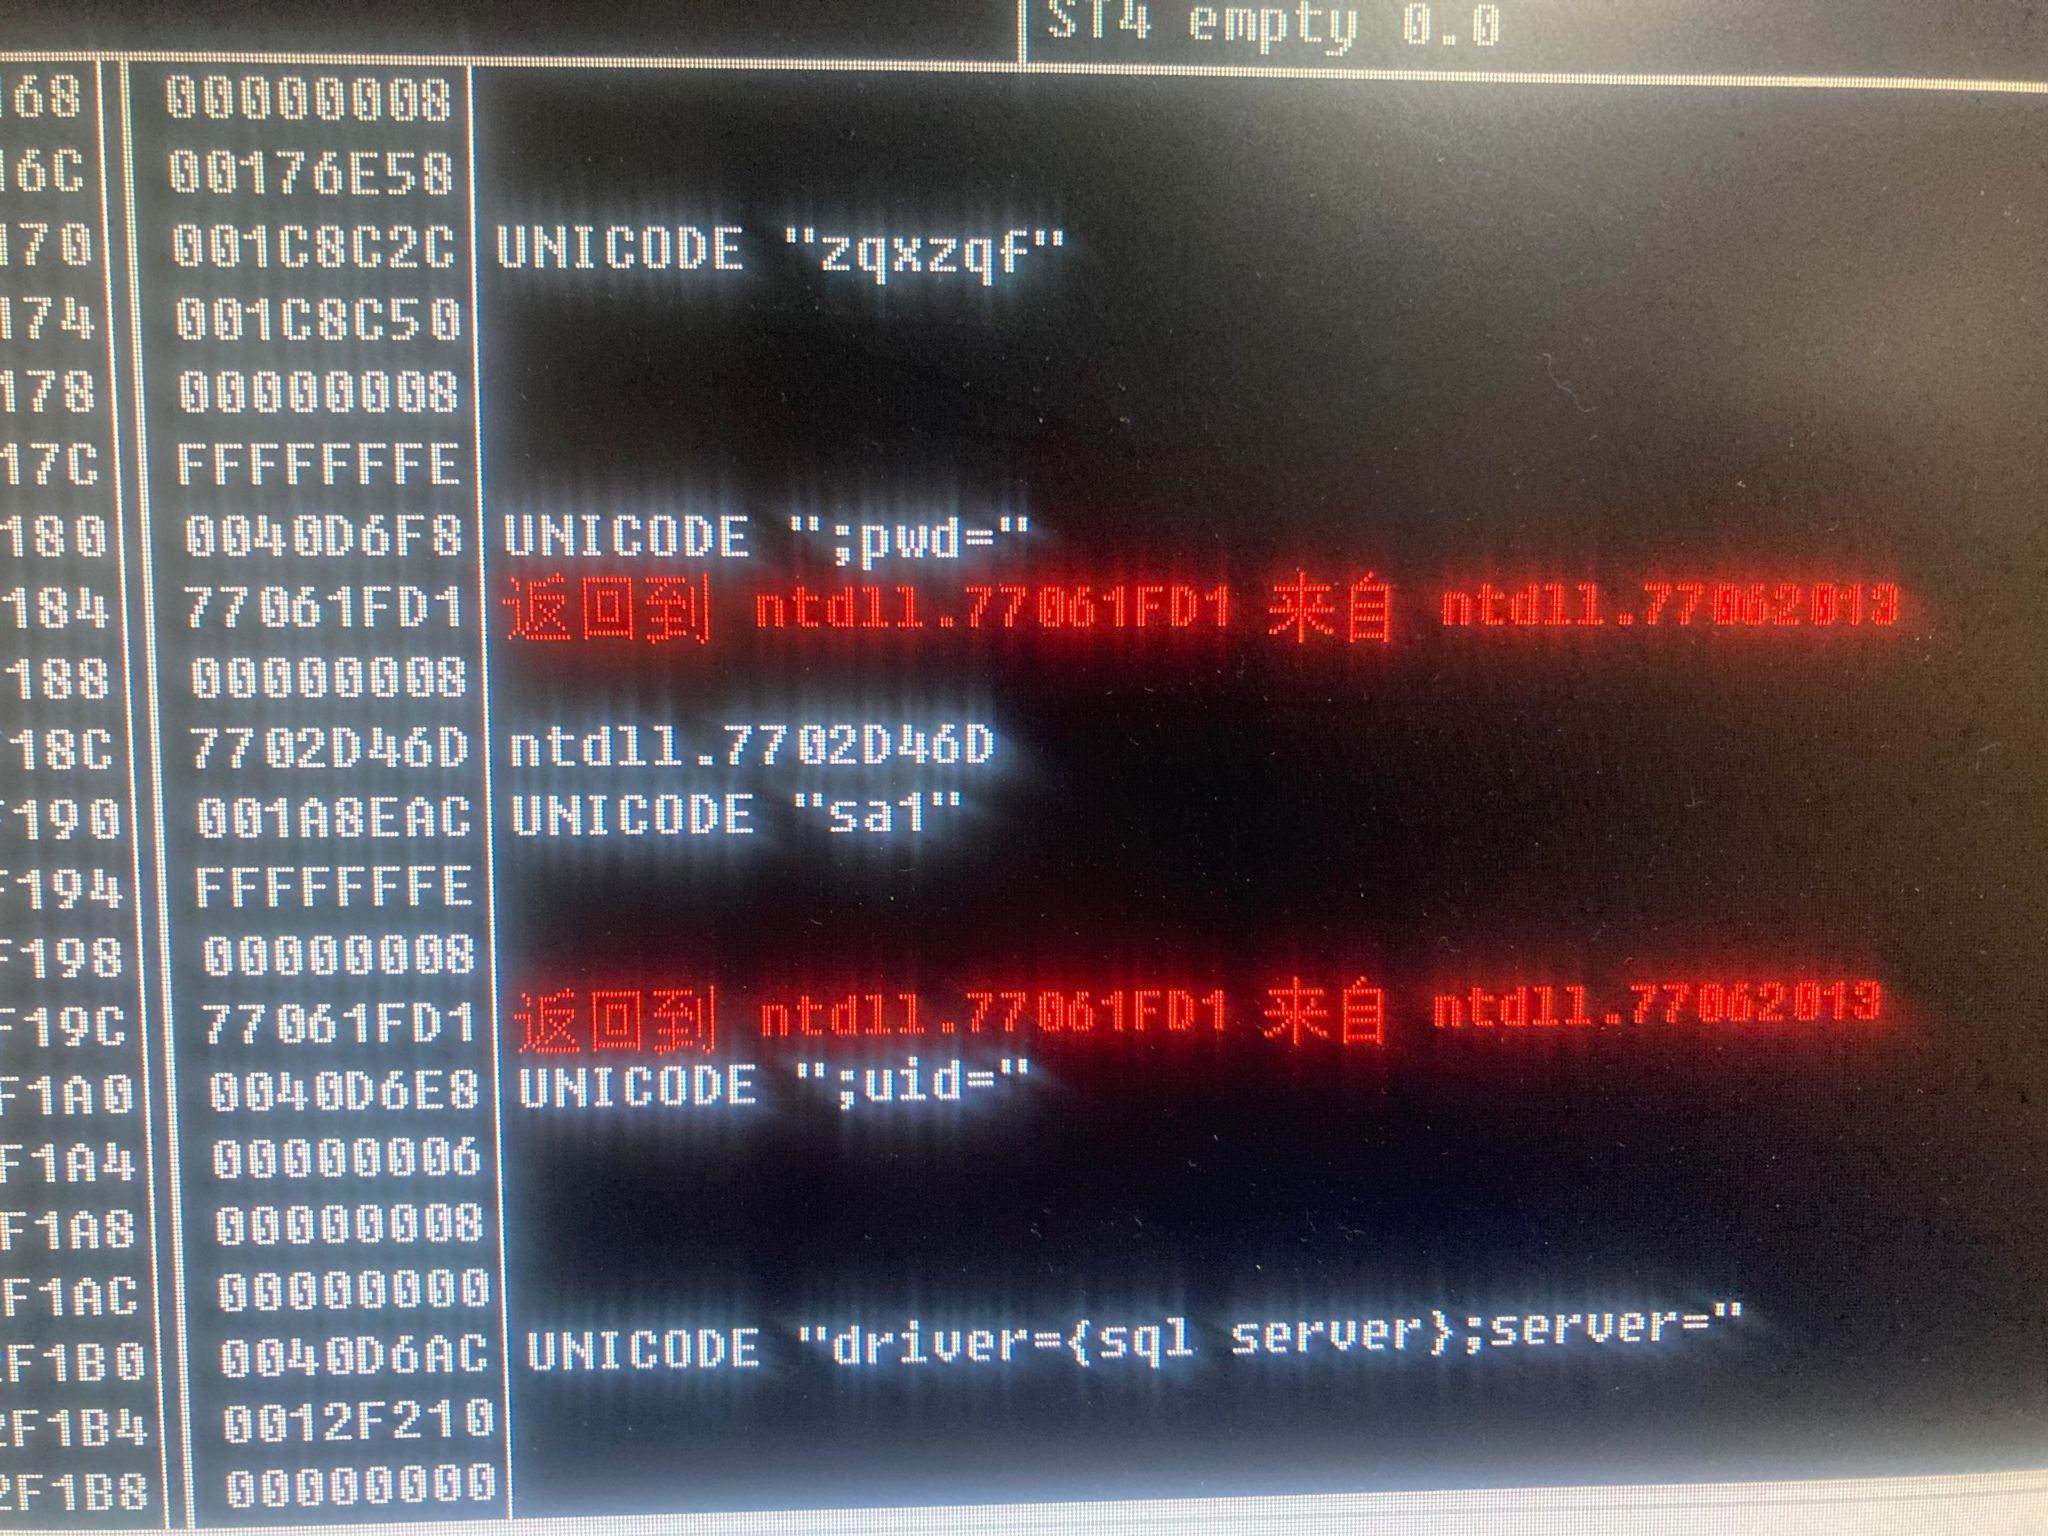 ST4 empty 0.0
168 00000008
16C 00176E58
170 001C8C2C UNICODE "zqxzqf"
174 001C8C50
178 00000008
17C FFFFFFFE
180 0040D6F8 UNICODE ";pwd="
184 77061FD1 返回到 ntdll.77061FD1 来自 ntdll.77062013
188 00000008
18C 7702D46D ntdll.7702D46D
F190 001A8EAC UNICODE "sa1"
F194 FFFFFFFE
F198 00000008
F19C 77061FD1 返回到 ntdll.77061FD1 来自 ntdll.77062013
F1A0 0040D6E8 UNICODE ";uid="
F1A4 00000006
F1A8 00000008
F1AC 00000000
2F1B0 0040D6AC UNICODE "driver={sql server};server="
2F1B4 0012F210
2F1B8 00000000